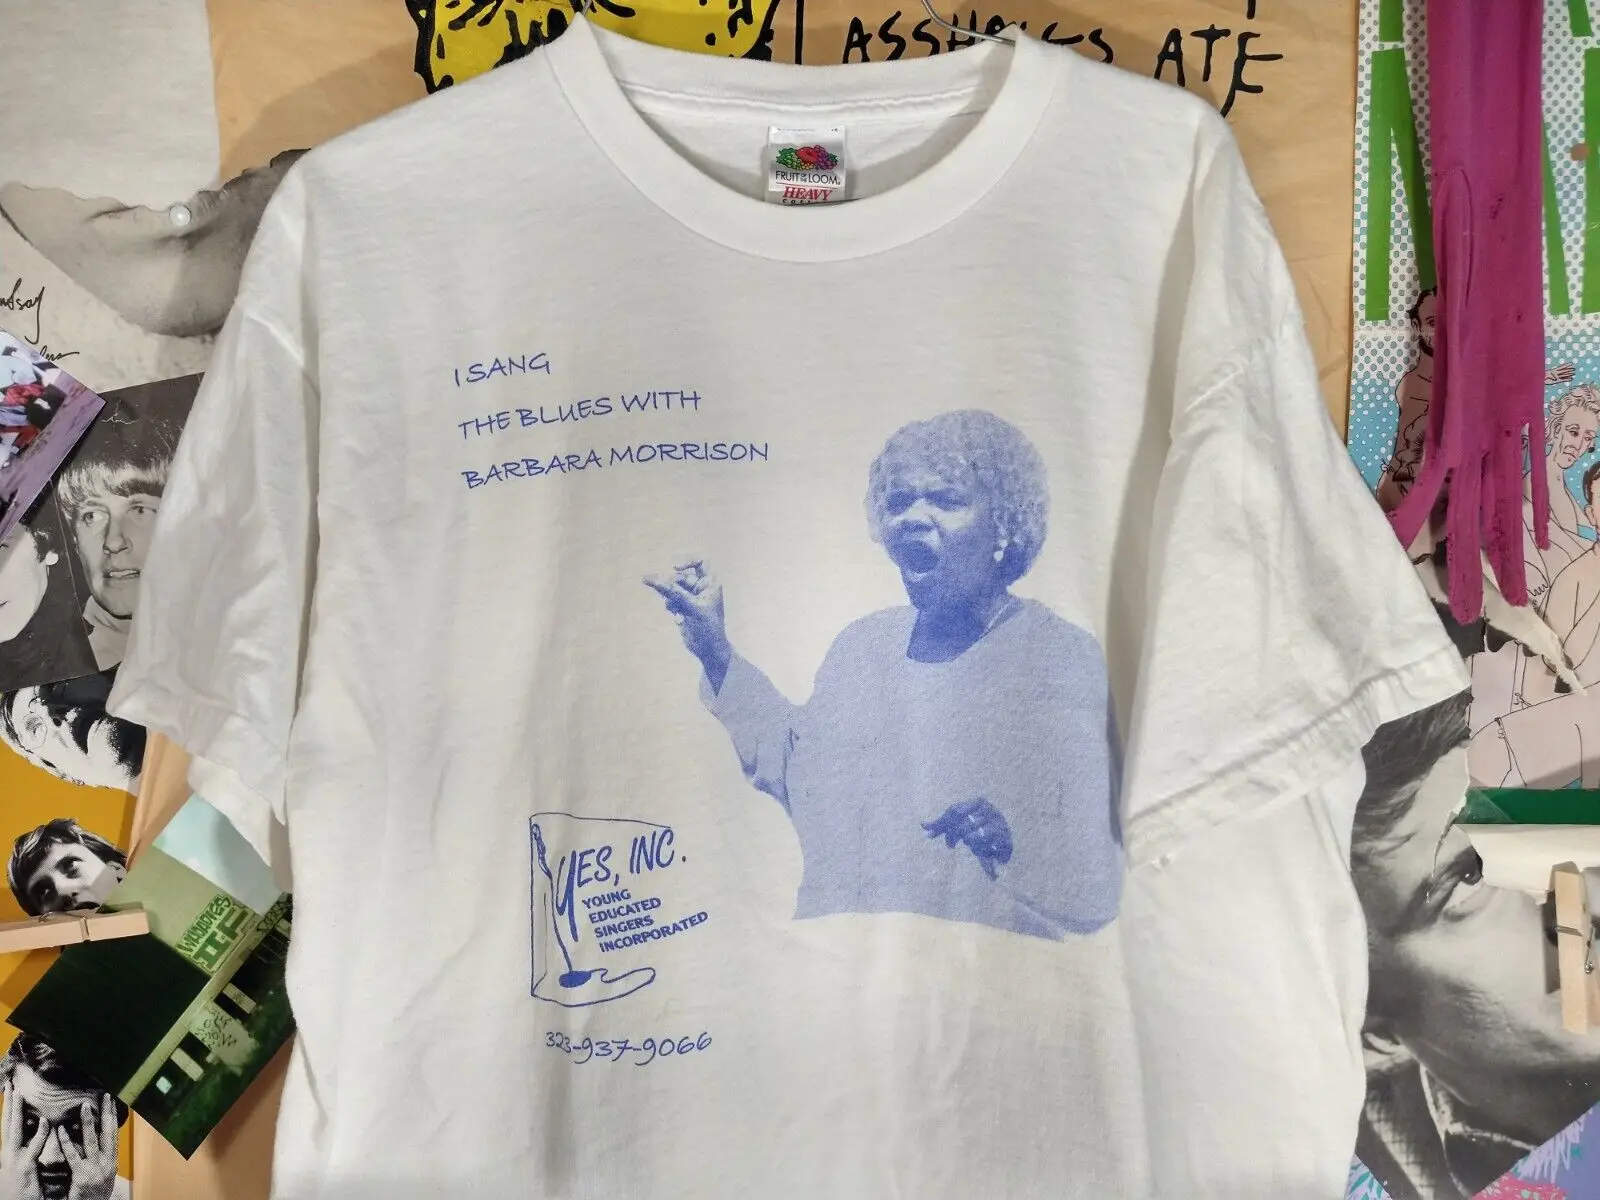 ASSHOLES ATE
FRUIT OF THE LOOM®
HEAVY
I SANG
THE BLUES WITH
BARBARA MORRISON
YES, INC.
YOUNG
EDUCATED
SINGERS
INCORPORATED
323-937-9066